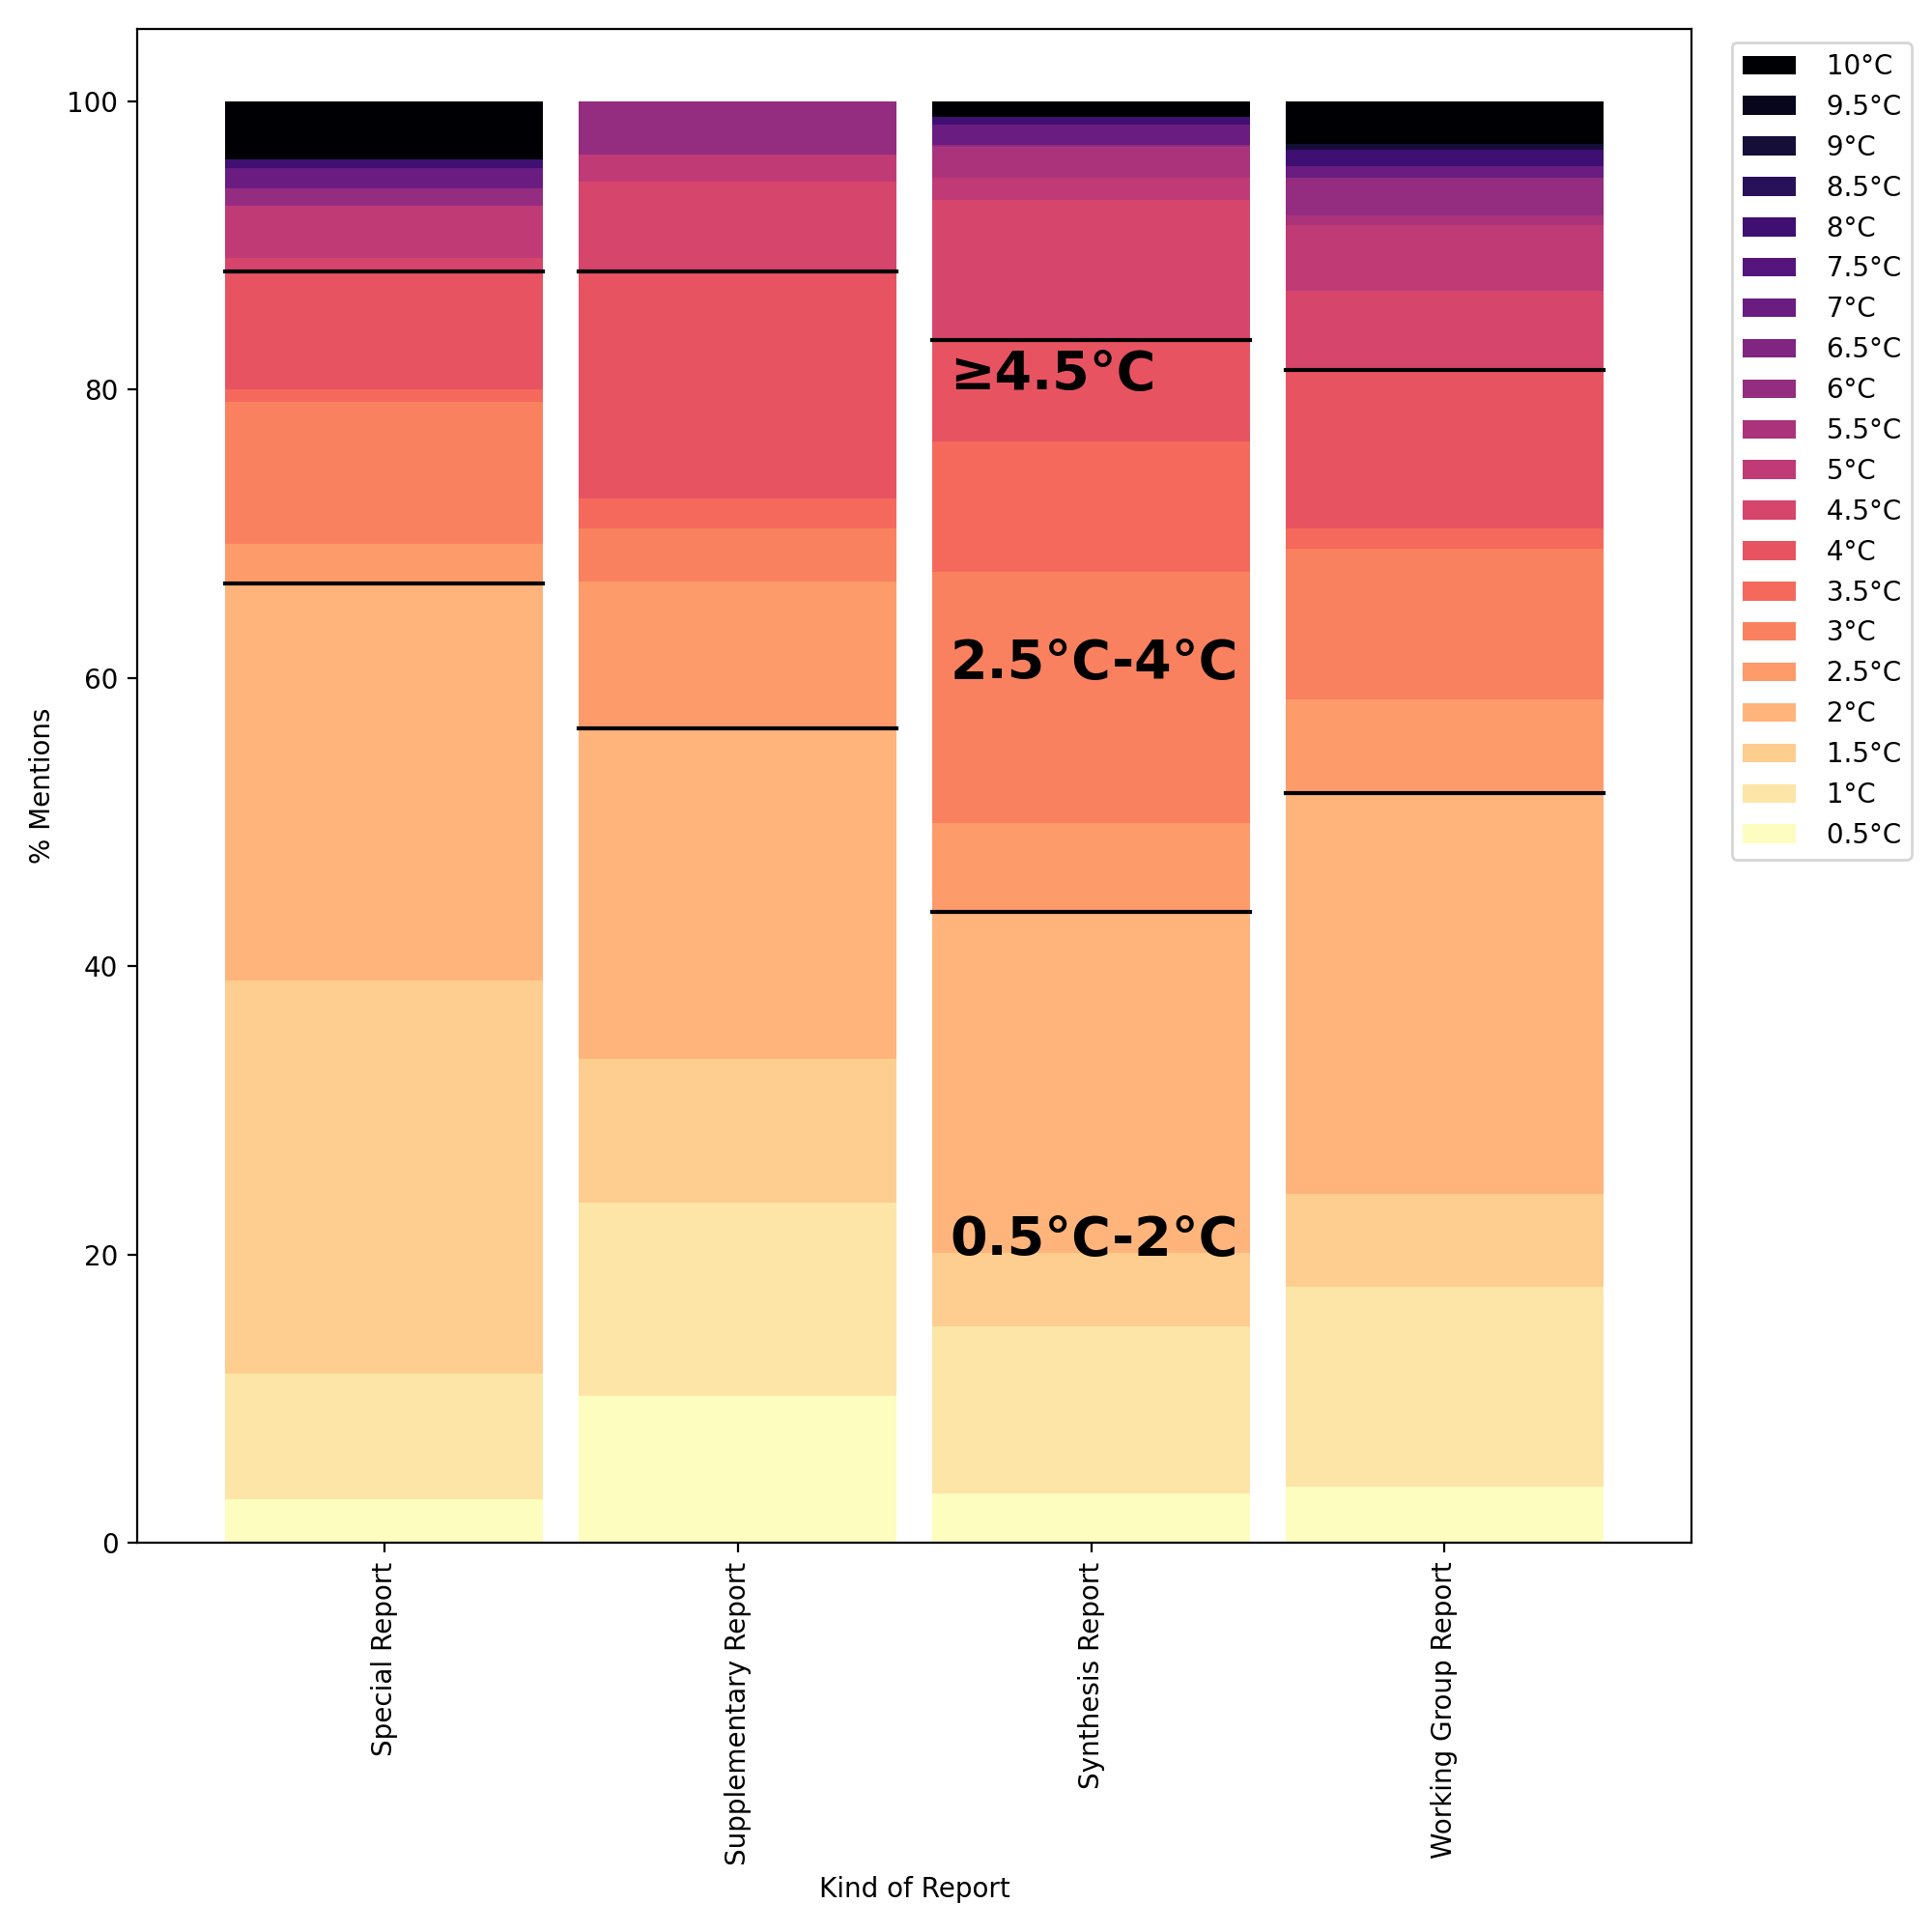 100
80
60
40
20
0
% Mentions
≥4.5°C
2.5°C-4°C
0.5°C-2°C
Special Report
Supplementary Report
Synthesis Report
Working Group Report
Kind of Report
10°C
9.5°C
9°C
8.5°C
8°C
7.5°C
7°C
6.5°C
6°C
5.5°C
5°C
4.5°C
4°C
3.5°C
3°C
2.5°C
2°C
1.5°C
1°C
0.5°C